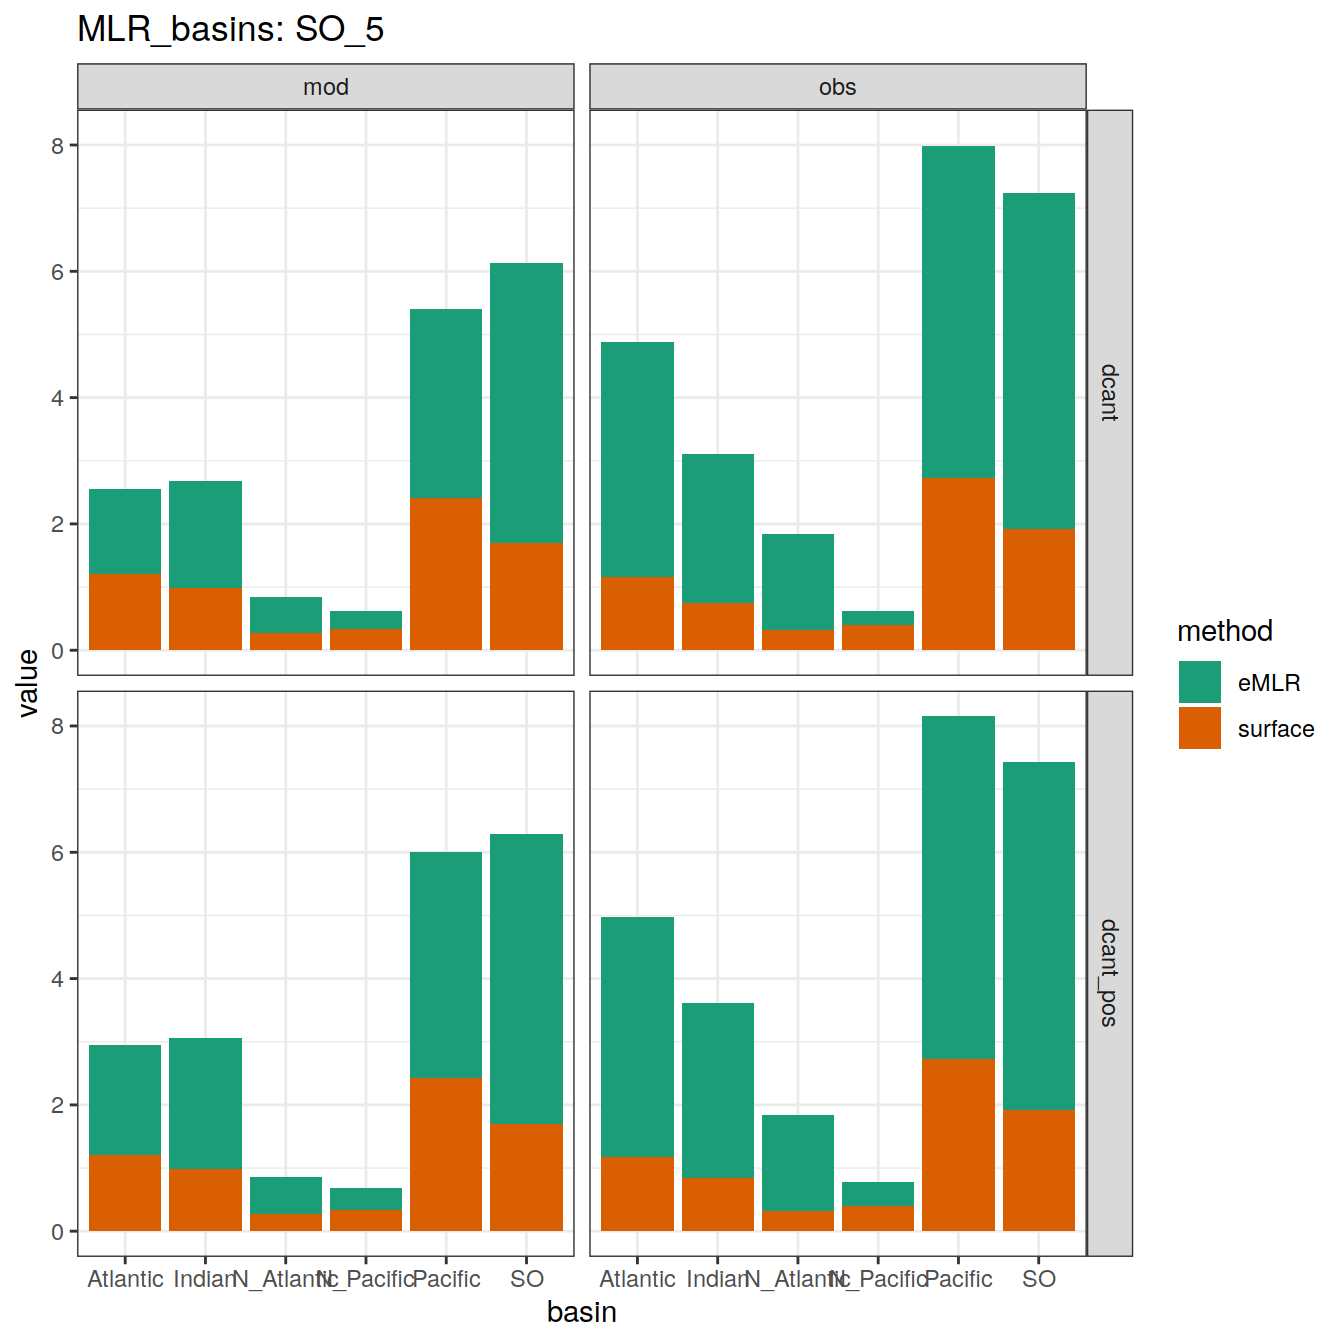 MLR_basins: SO_5
mod
obs
8
6
4
2
0
dcant
8
6
4
2
0
dcant_pos
value
Atlantic Indian N_Atlantic N_Pacific Pacific SO
Atlantic Indian N_Atlantic N_Pacific Pacific SO
basin
method
eMLR
surface